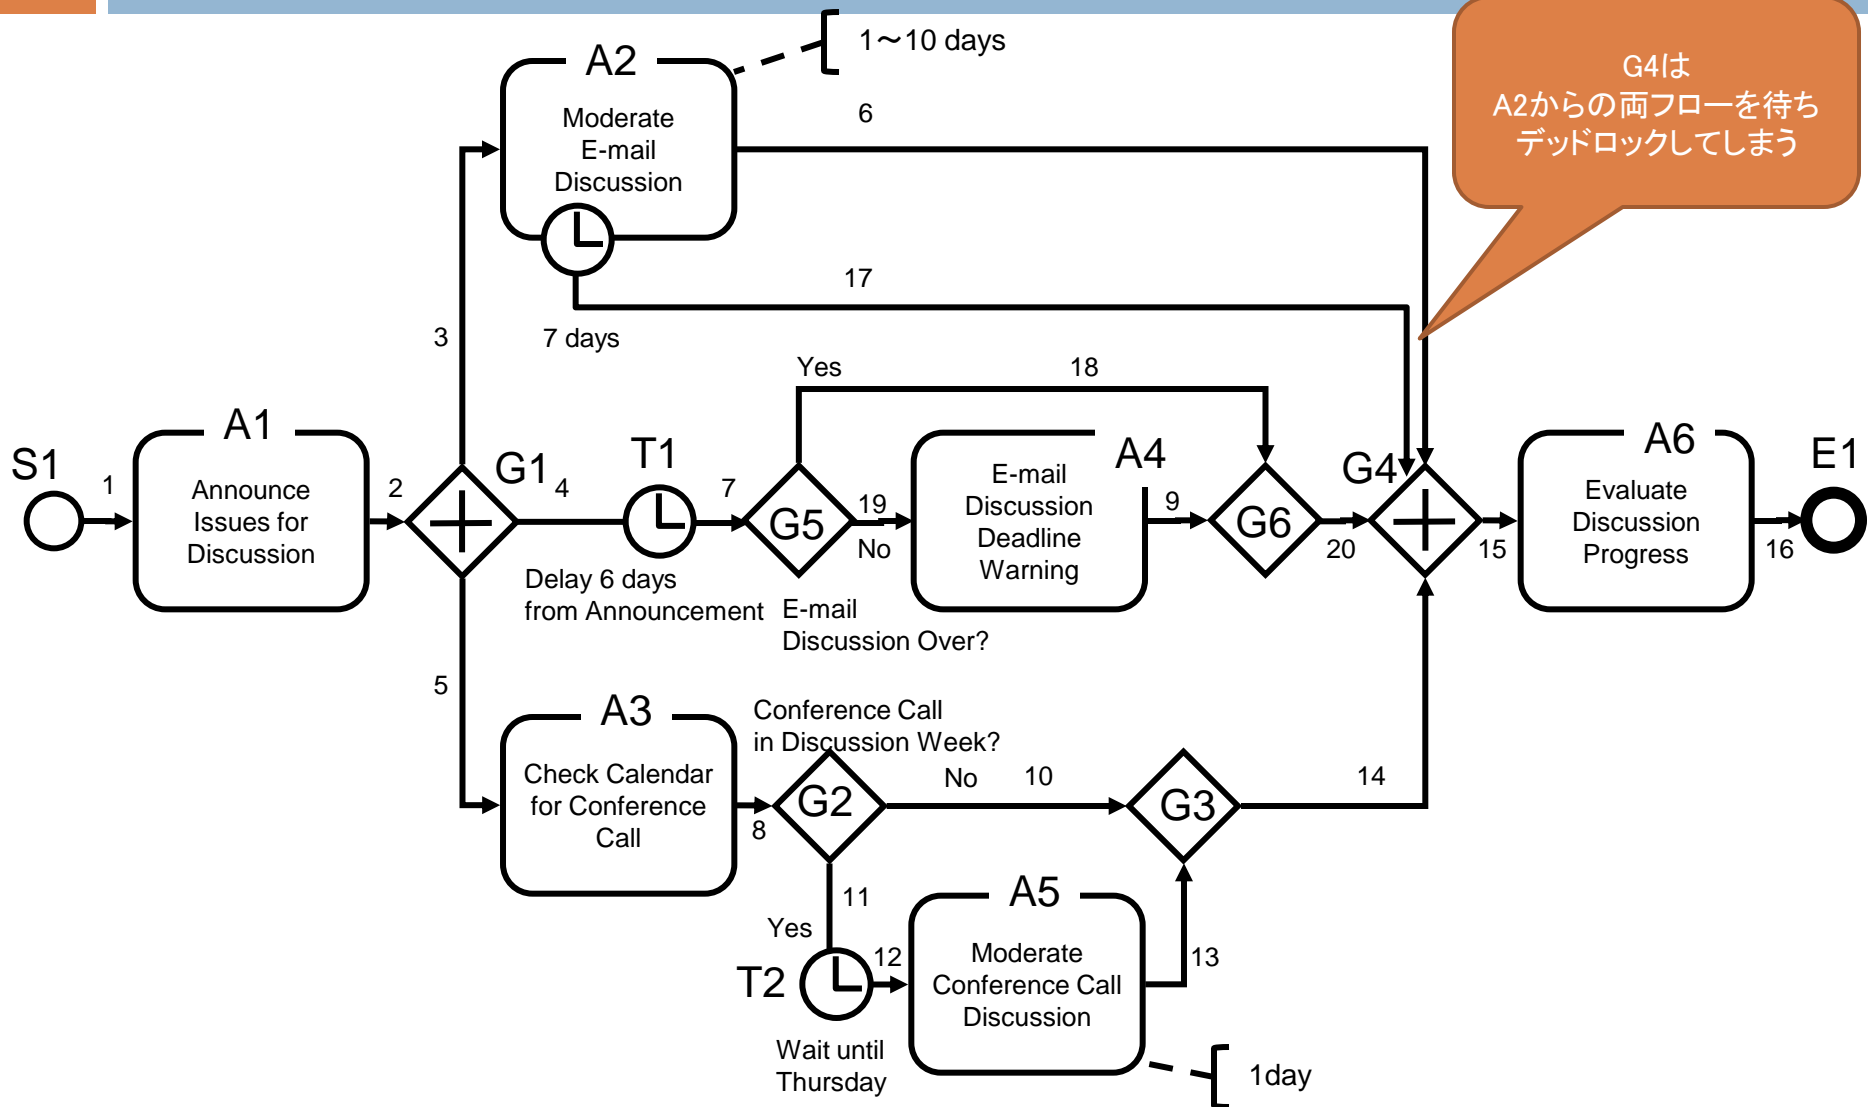 1～10 days
A2
Moderate
E-mail
Discussion
6
G4は
A2からの両フローを待ち
デッドロックしてしまう
17
3
7 days
Yes
18
S1
1
A1
Announce
Issues for
Discussion
2
G1
4
T1
7
G5
19
No
A4
E-mail
Discussion
Deadline
Warning
9
G6
20
G4
15
A6
Evaluate
Discussion
Progress
16
E1
Delay 6 days
from Announcement
E-mail
Discussion Over?
5
A3
Check Calendar
for Conference
Call
8
Conference Call
in Discussion Week?
G2
No
10
G3
14
11
Yes
T2
12
Wait until
Thursday
A5
Moderate
Conference Call
Discussion
13
1day